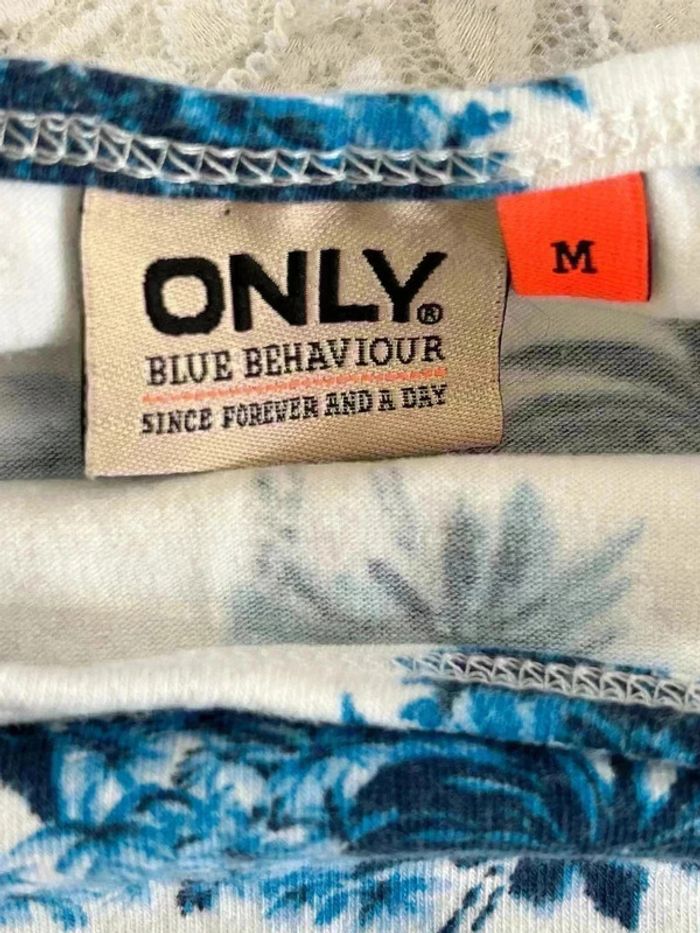 ONLY®
BLUE BEHAVIOUR
SINCE FOREVER AND A DAY
M